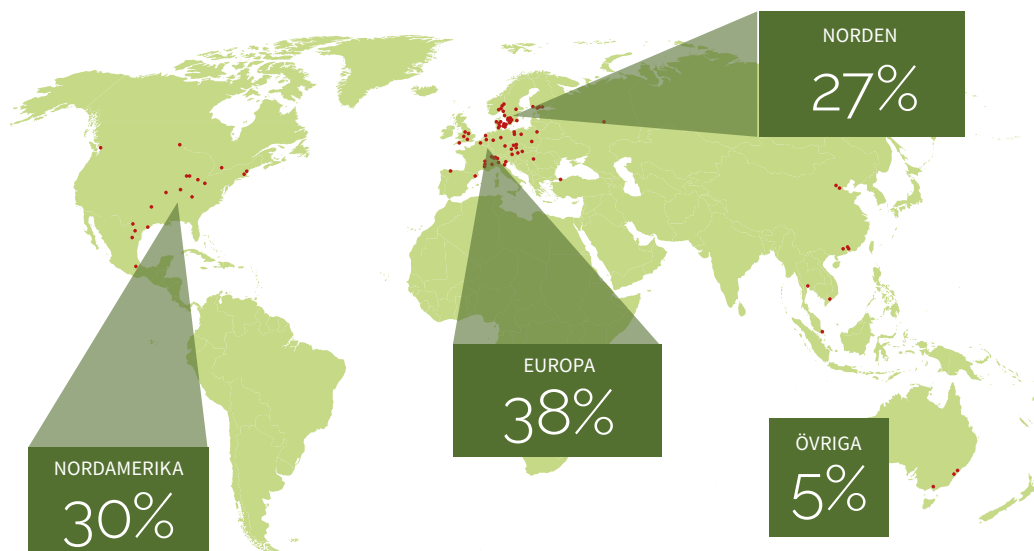 NORDEN
27%
EUROPA
38%
NORDAMERIKA
30%
ÖVRIGA
5%